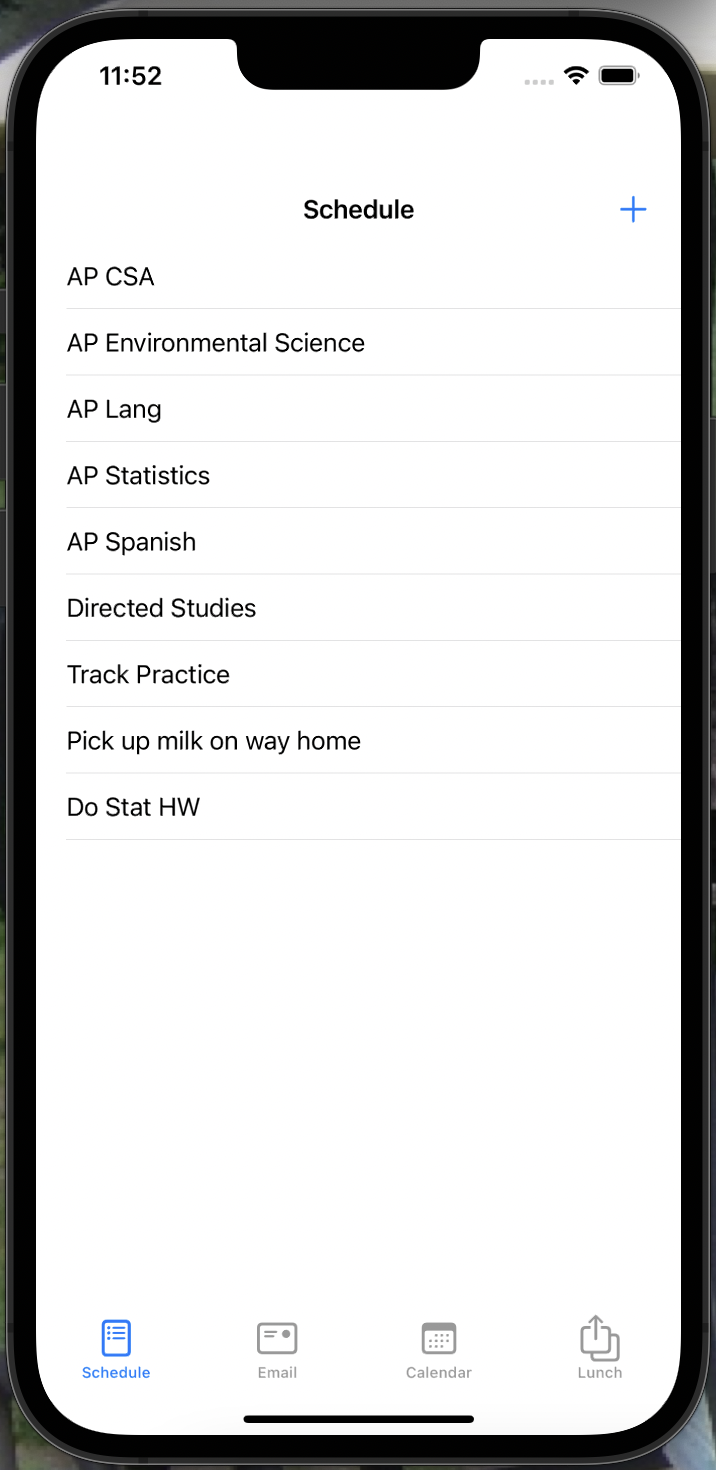 11:52
Schedule
AP CSA
AP Environmental Science
AP Lang
AP Statistics
AP Spanish
Directed Studies
Track Practice
Pick up milk on way home
Do Stat HW
Schedule
Email
Calendar
Lunch